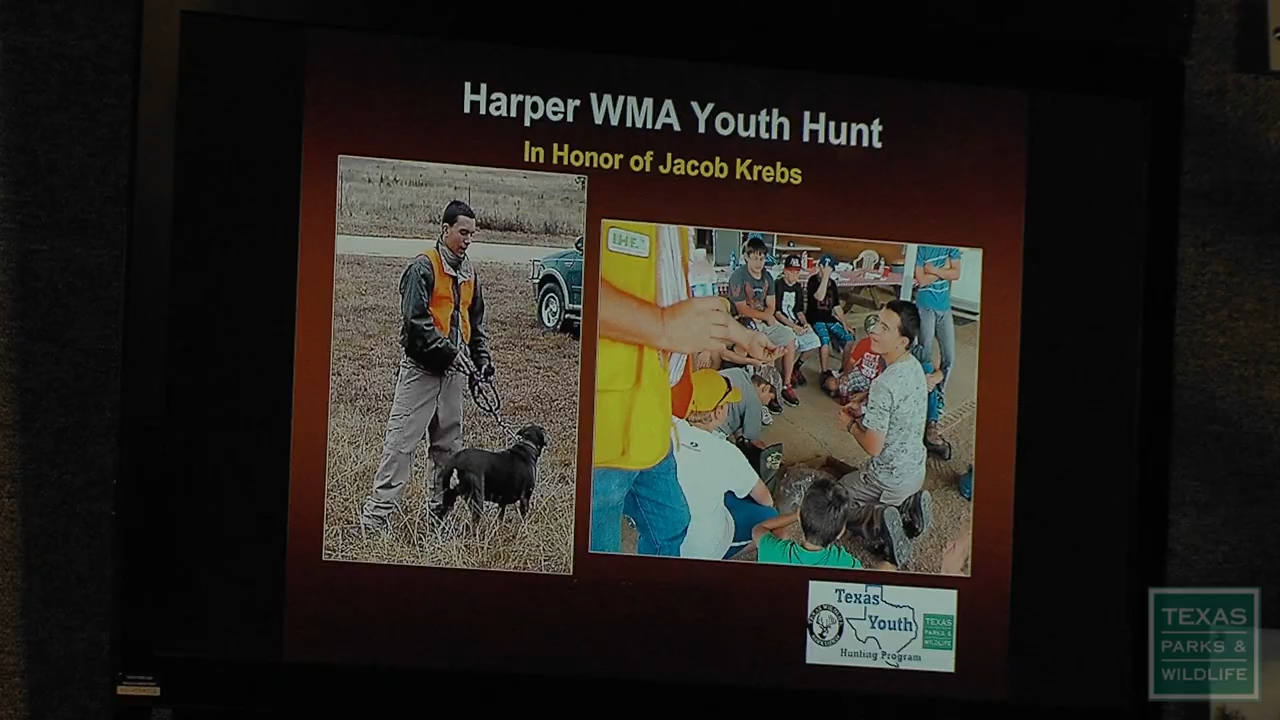 Harper WMA Youth Hunt
In Honor of Jacob Krebs
IHE
Texas
Youth
Hunting Program
TEXAS
PARKS &
WILDLIFE
TEXAS
PARKS &
WILDLIFE